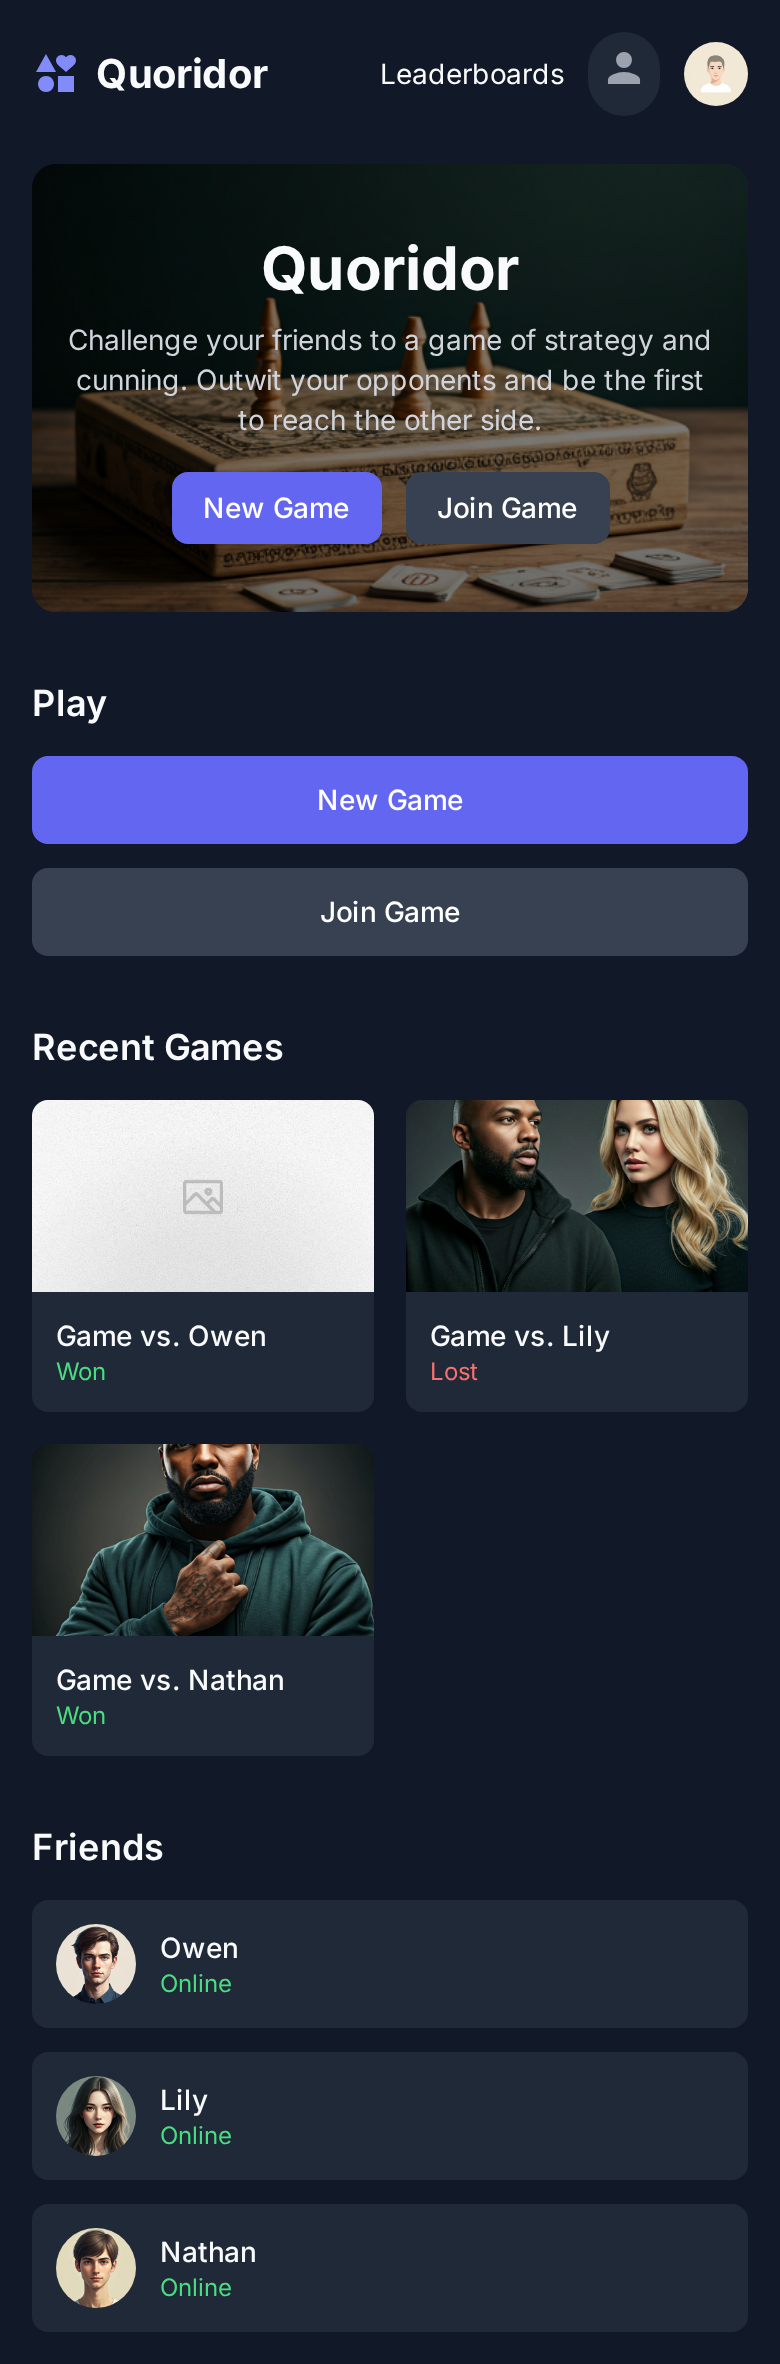 Quoridor
Leaderboards
Quoridor
Challenge your friends to a game of strategy and
cunning. Outwit your opponents and be the first
to reach the other side.
New Game
Join Game
Play
New Game
Join Game
Recent Games
Game vs. Owen
Won
Game vs. Lily
Lost
Game vs. Nathan
Won
Friends
Owen
Online
Lily
Online
Nathan
Online